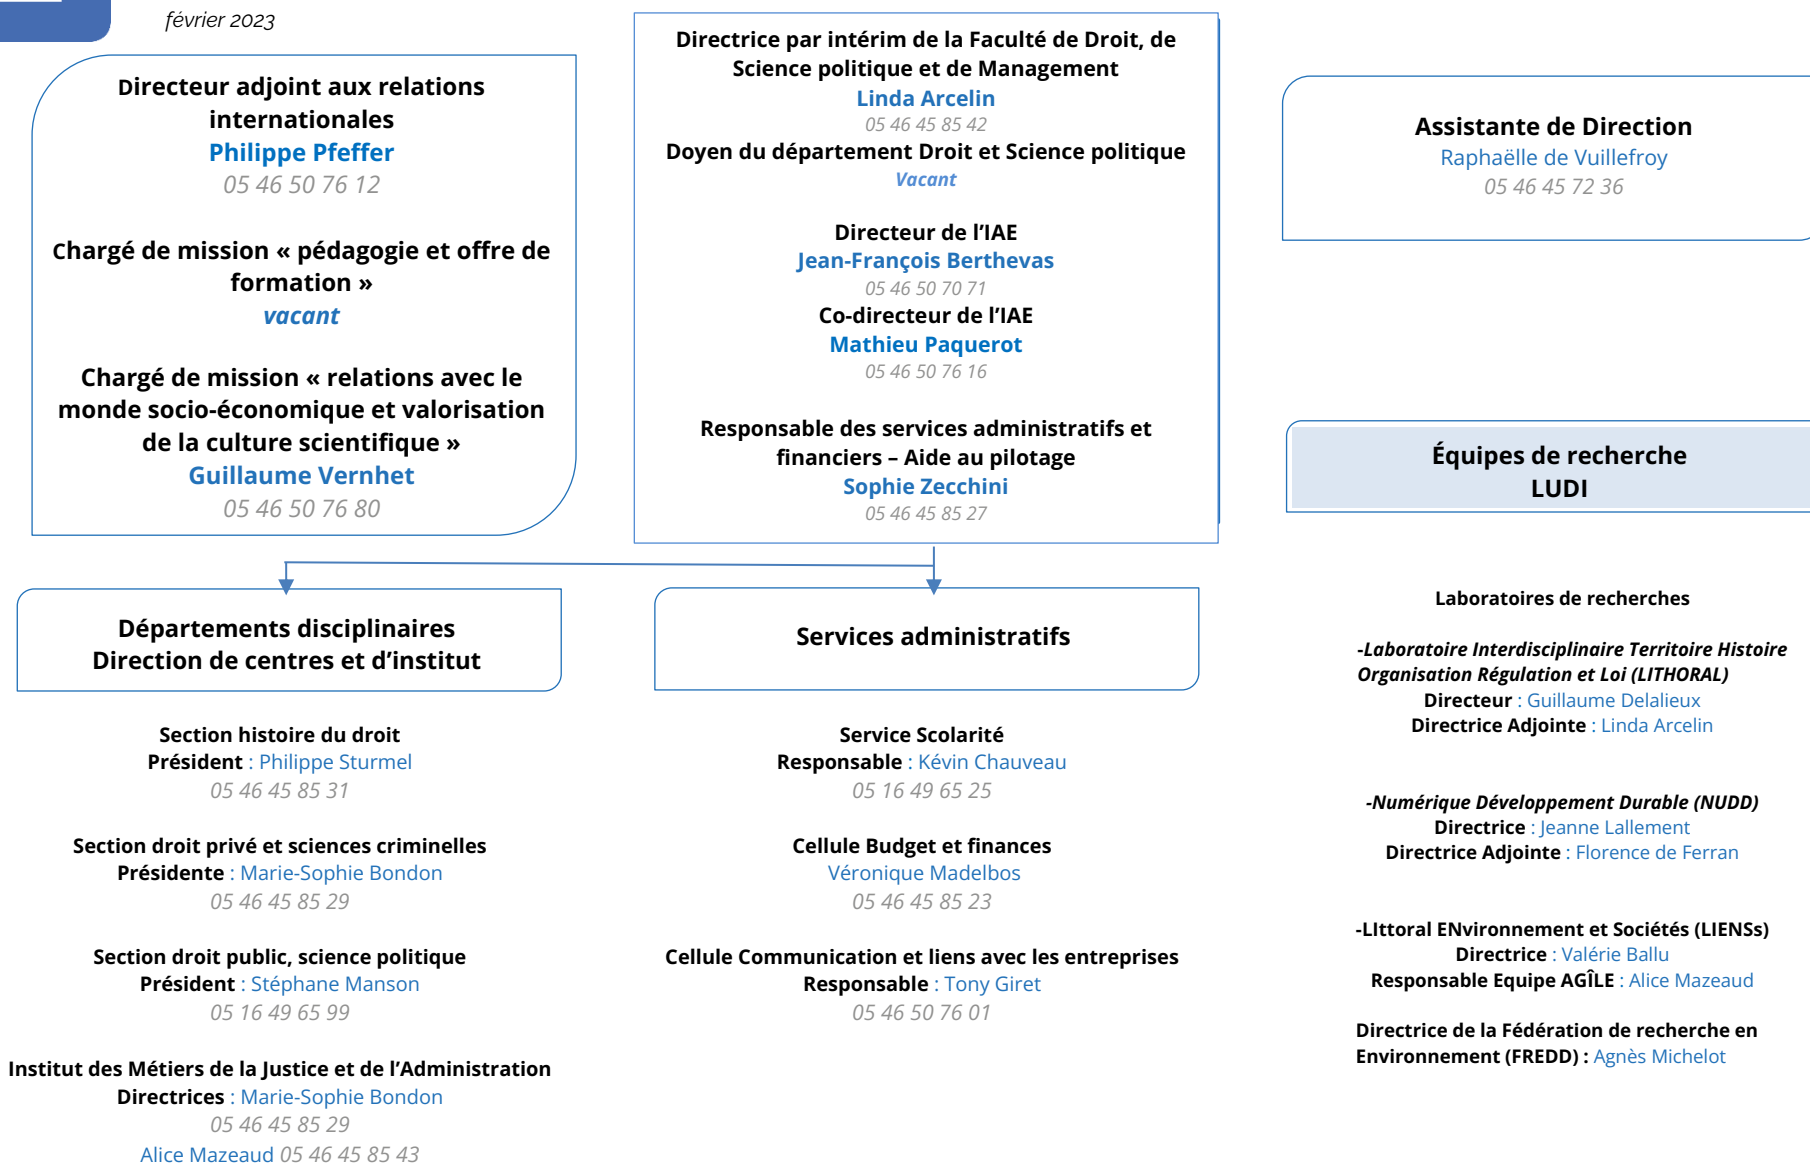 février 2023
Directeur adjoint aux relations
internationales
Philippe Pfeffer
05 46 50 76 12
Chargé de mission « pédagogie et offre de
formation »
vacant
Chargé de mission « relations avec le
monde socio-économique et valorisation
de la culture scientifique »
Guillaume Vernhet
05 46 50 76 80
Directrice par intérim de la Faculté de Droit, de
Science politique et de Management
Linda Arcelin
05 46 45 85 42
Doyen du département Droit et Science politique
Vacant
Directeur de l’IAE
Jean-François Berthevas
05 46 50 70 71
Co-directeur de l’IAE
Mathieu Paquerot
05 46 50 76 16
Responsable des services administratifs et
financiers – Aide au pilotage
Sophie Zecchini
05 46 45 85 27
Assistante de Direction
Raphaëlle de Vuillefroy
05 46 45 72 36
Départements disciplinaires
Direction de centres et d’institut
Section histoire du droit
Président : Philippe Sturmel
05 46 45 85 31
Section droit privé et sciences criminelles
Présidente : Marie-Sophie Bondon
05 46 45 85 29
Section droit public, science politique
Président : Stéphane Manson
05 16 49 65 99
Institut des Métiers de la Justice et de l’Administration
Directrices : Marie-Sophie Bondon
05 46 45 85 29
Alice Mazeaud 05 46 45 85 43
Services administratifs
Service Scolarité
Responsable : Kévin Chauveau
05 16 49 65 25
Cellule Budget et finances
Véronique Madelbos
05 46 45 85 23
Cellule Communication et liens avec les entreprises
Responsable : Tony Giret
05 46 50 76 01
Équipes de recherche
LUDI
Laboratoires de recherches
-Laboratoire Interdisciplinaire Territoire Histoire
Organisation Régulation et Loi (LITHORAL)
Directeur : Guillaume Delalieux
Directrice Adjointe : Linda Arcelin
-Numérique Développement Durable (NUDD)
Directrice : Jeanne Lallement
Directrice Adjointe : Florence de Ferran
-LIttoral ENvironnement et Sociétés (LIENSs)
Directrice : Valérie Ballu
Responsable Equipe AGÎLE : Alice Mazeaud
Directrice de la Fédération de recherche en
Environnement (FREDD) : Agnès Michelot